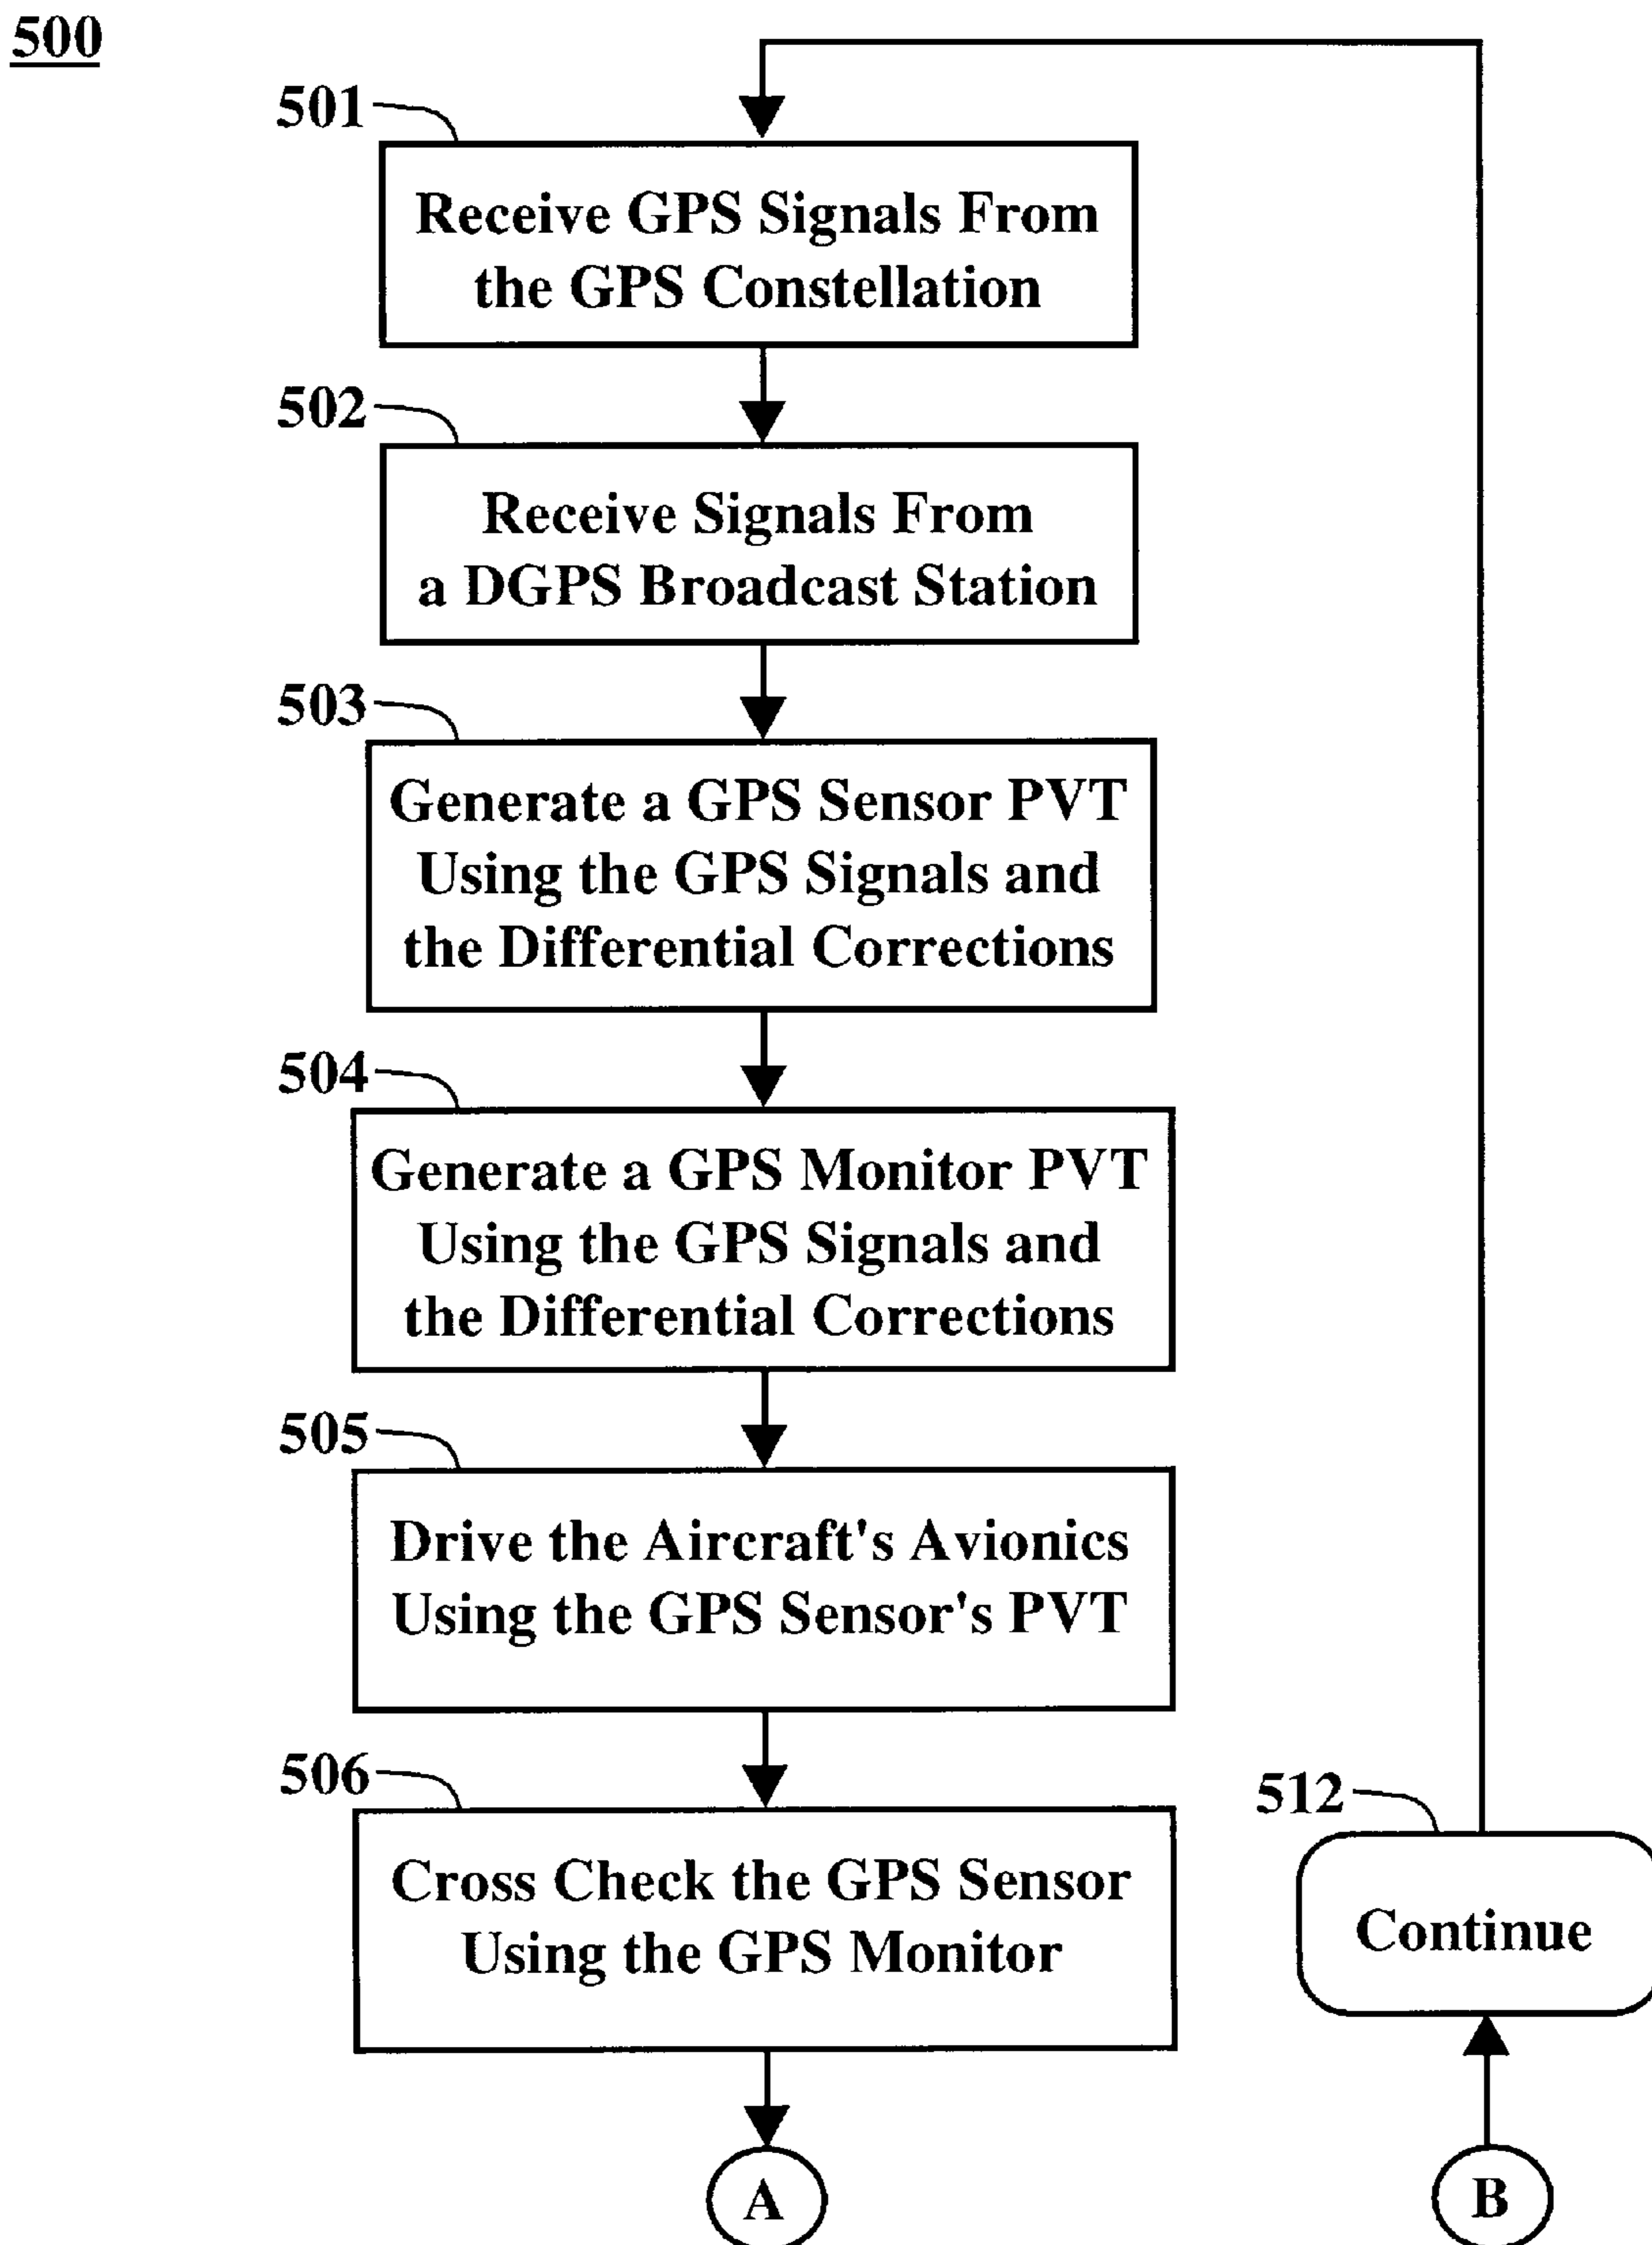 500
501
Receive GPS Signals From
the GPS Constellation
502
Receive Signals From
a DGPS Broadcast Station
503
Generate a GPS Sensor PVT
Using the GPS Signals and
the Differential Corrections
504
Generate a GPS Monitor PVT
Using the GPS Signals and
the Differential Corrections
505
Drive the Aircraft's Avionics
Using the GPS Sensor's PVT
506
Cross Check the GPS Sensor
Using the GPS Monitor
A
512
Continue
B